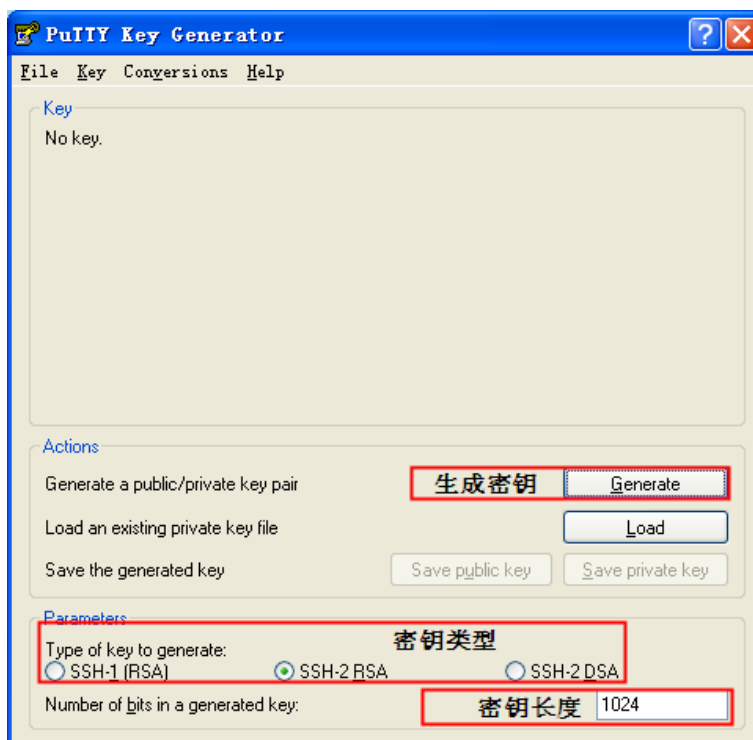 PuTTY Key Generator
File Key Conversions Help
Key
No key.
Actions
Generate a public/private key pair 生成密钥 Generate
Load an existing private key file Load
Save the generated key Save public key Save private key
Parameters
Type of key to generate: 密钥类型
SSH-1 (RSA) SSH-2 RSA SSH-2 DSA
Number of bits in a generated key: 密钥长度 1024